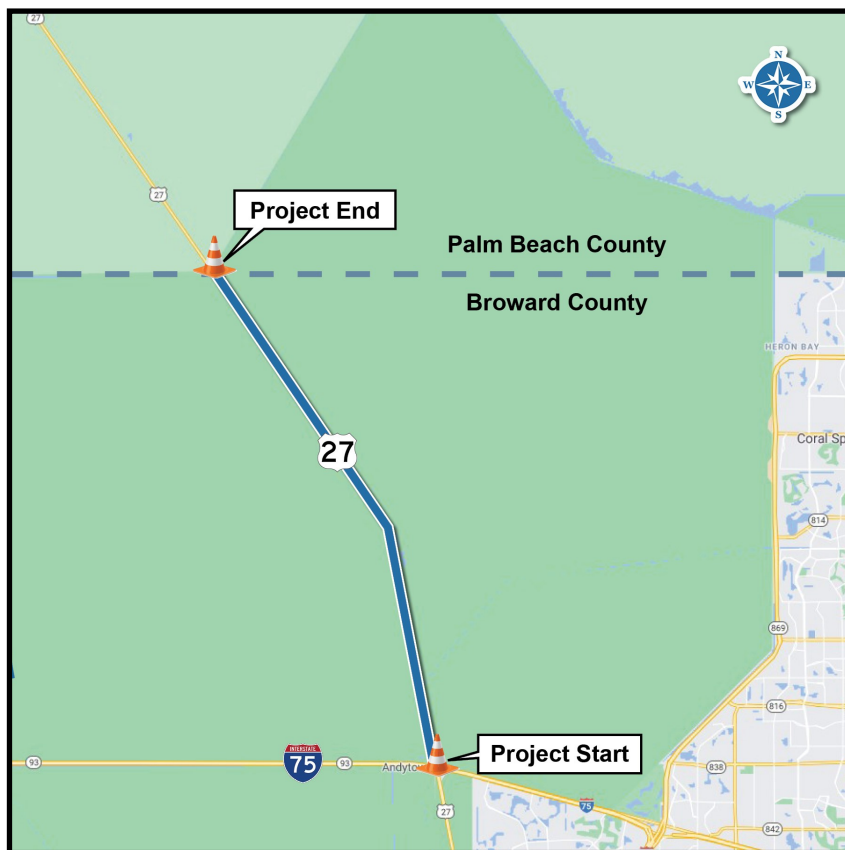 27
N
W E
S
27
Project End
Palm Beach County
Broward County
HERON BAY
27
Coral Sp
814
869
816
Project Start
93
INTERSTATE
75
93
Andyto
838
75
27
842